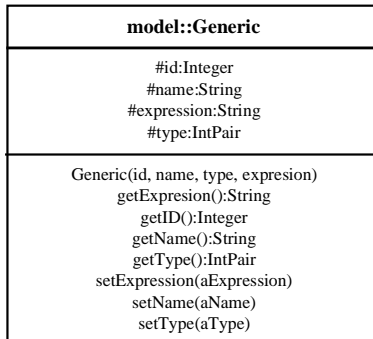 model::Generic
#id:Integer
#name:String
#expression:String
#type:IntPair
Generic(id, name, type, expresion)
getExpresion():String
getID():Integer
getName():String
getType():IntPair
setExpression(aExpression)
setName(aName)
setType(aType)